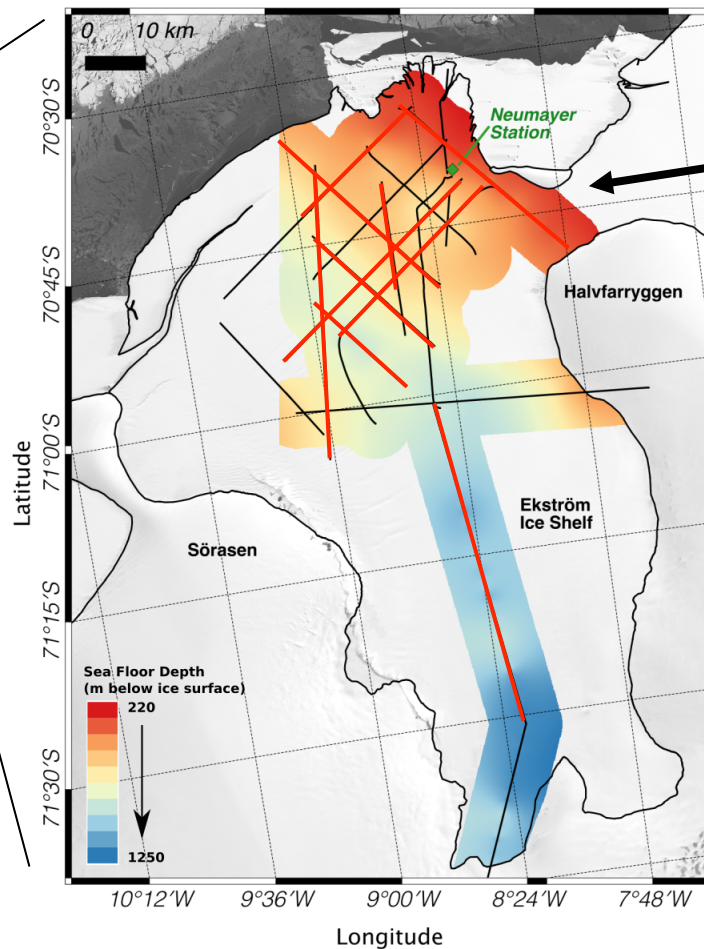 0 10 km
70°30'S
Neumayer
Station
70°45'S
Halvfarryggen
71°00'S
Latitude
Ekström
Ice Shelf
Sörasen
71°15'S
Sea Floor Depth
(m below ice surface)
220
71°30'S
1250
10°12'W 9°36'W 9°00'W 8°24'W 7°48'W
Longitude